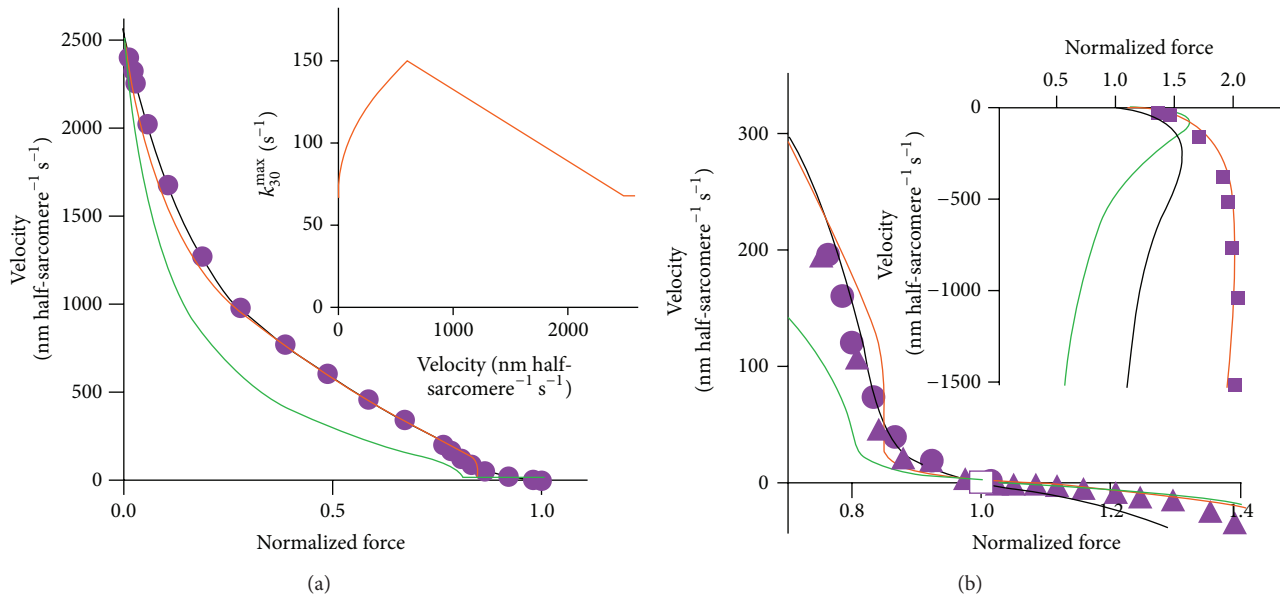 2500
2000
1500
1000
500
0
Velocity
(nm half-sarcomere⁻¹ s⁻¹)
0.0
0.5
1.0
Normalized force
150
100
50
0
k₃₀ᵐᵃˣ (s⁻¹)
0
1000
2000
Velocity (nm half-
sarcomere⁻¹ s⁻¹)
(a)
300
200
100
0
Velocity
(nm half-sarcomere⁻¹ s⁻¹)
0.8
1.0
1.2
1.4
Normalized force
Normalized force
0.5
1.0
1.5
2.0
0
−500
−1000
−1500
Velocity
(nm half-sarcomere⁻¹ s⁻¹)
(b)